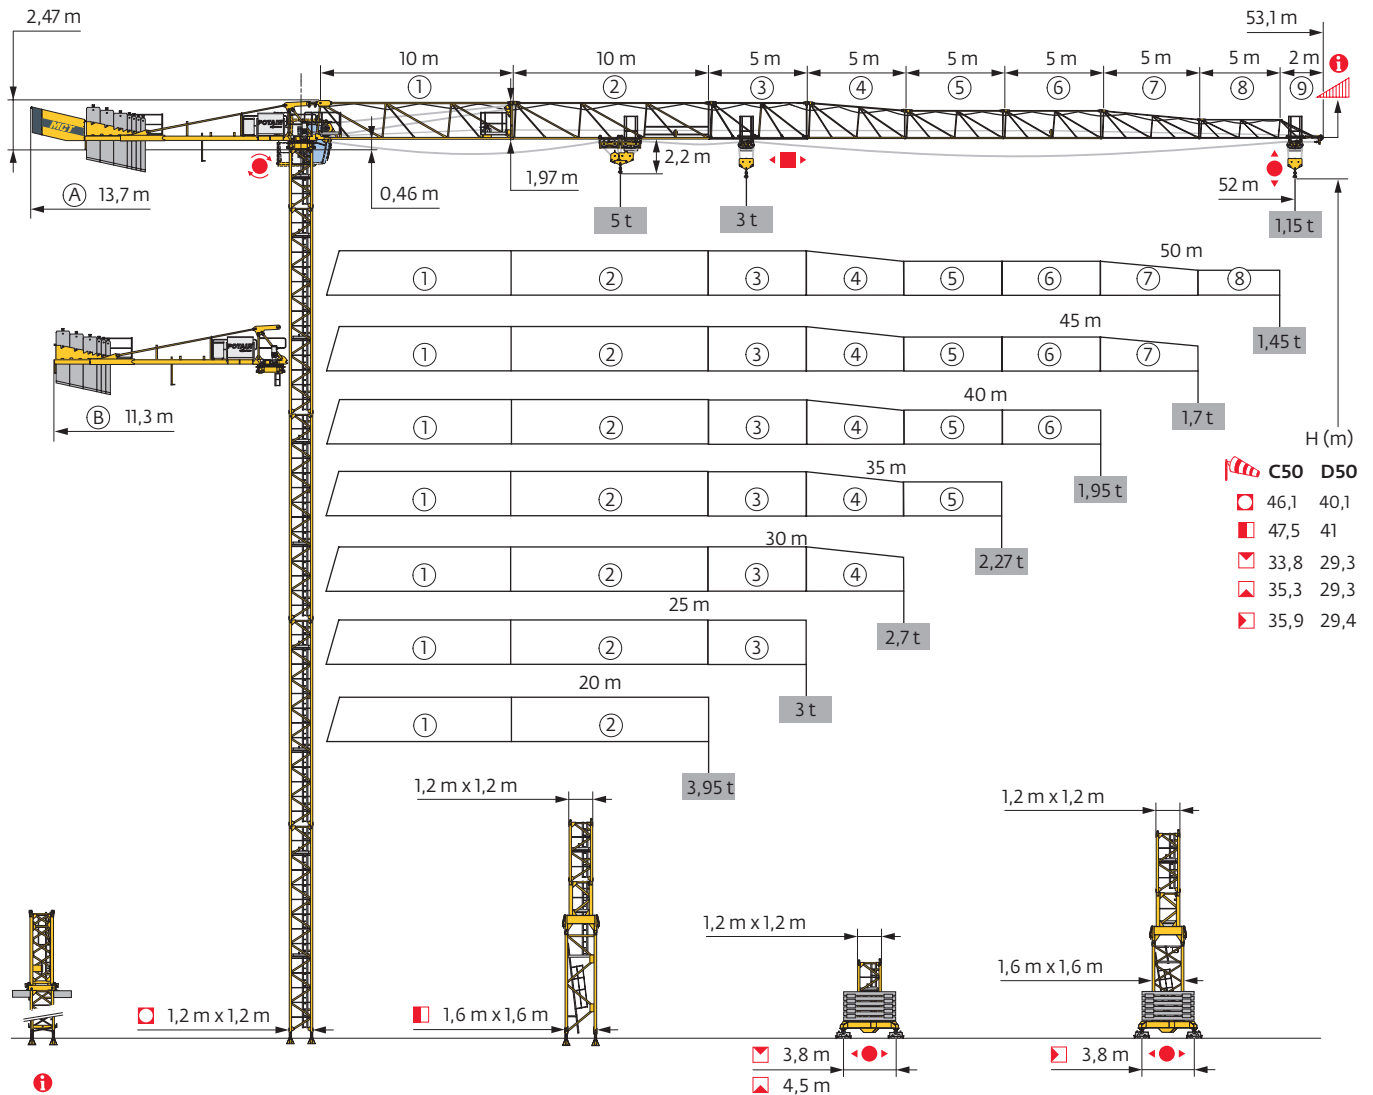 2,47 m
53,1 m
10 m
10 m
5 m
5 m
5 m
5 m
5 m
5 m
2 m
1
2
3
4
5
6
7
8
9
i
MCT
POTAIN
A 13,7 m
0,46 m
1,97 m
2,2 m
52 m
5 t
3 t
1,15 t
50 m
1
2
3
4
5
6
7
8
1,45 t
45 m
1
2
3
4
5
6
7
1,7 t
POTAIN
B 11,3 m
40 m
1
2
3
4
5
6
1,95 t
35 m
1
2
3
4
5
2,27 t
30 m
1
2
3
4
2,7 t
25 m
1
2
3
3 t
20 m
1
2
3,95 t
H (m)
C50 D50
46,1 40,1
47,5 41
33,8 29,3
35,3 29,3
35,9 29,4
1,2 m x 1,2 m
1,2 m x 1,2 m
1,2 m x 1,2 m
1,6 m x 1,6 m
1,2 m x 1,2 m
1,6 m x 1,6 m
3,8 m
4,5 m
3,8 m
i